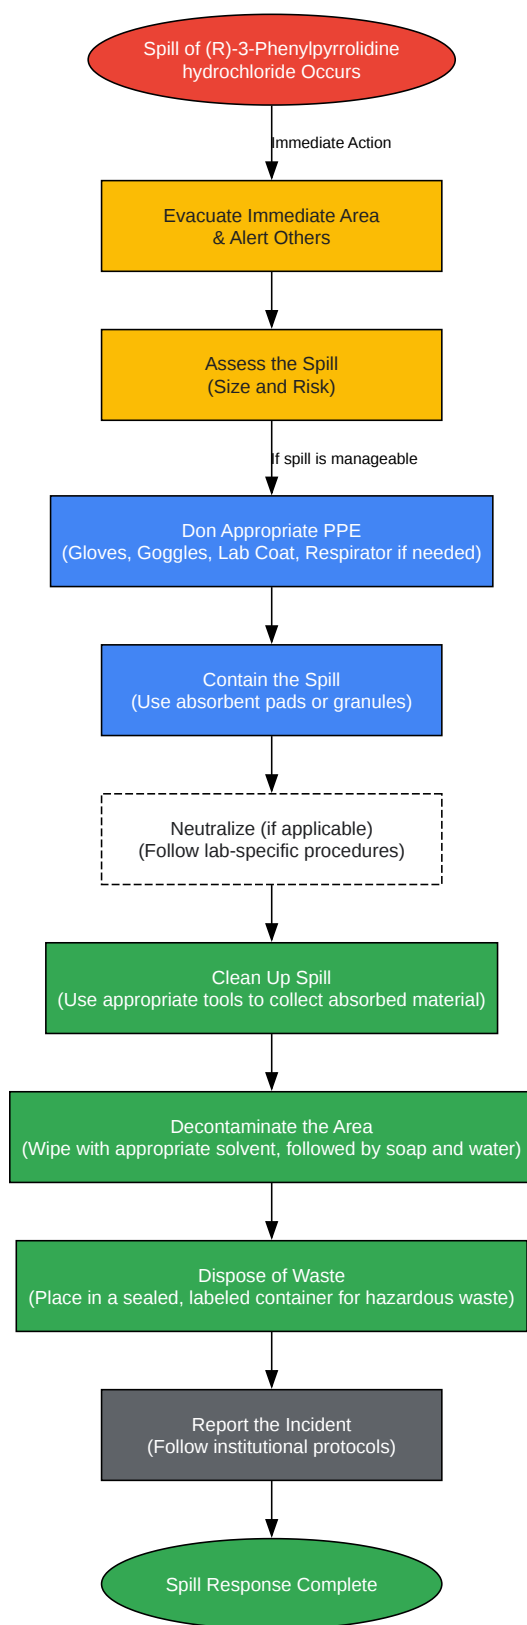 Spill of (R)-3-Phenylpyrrolidine
hydrochloride Occurs
Immediate Action
Evacuate Immediate Area
& Alert Others
Assess the Spill
(Size and Risk)
If spill is manageable
Don Appropriate PPE
(Gloves, Goggles, Lab Coat, Respirator if needed)
Contain the Spill
(Use absorbent pads or granules)
Neutralize (if applicable)
(Follow lab-specific procedures)
Clean Up Spill
(Use appropriate tools to collect absorbed material)
Decontaminate the Area
(Wipe with appropriate solvent, followed by soap and water)
Dispose of Waste
(Place in a sealed, labeled container for hazardous waste)
Report the Incident
(Follow institutional protocols)
Spill Response Complete